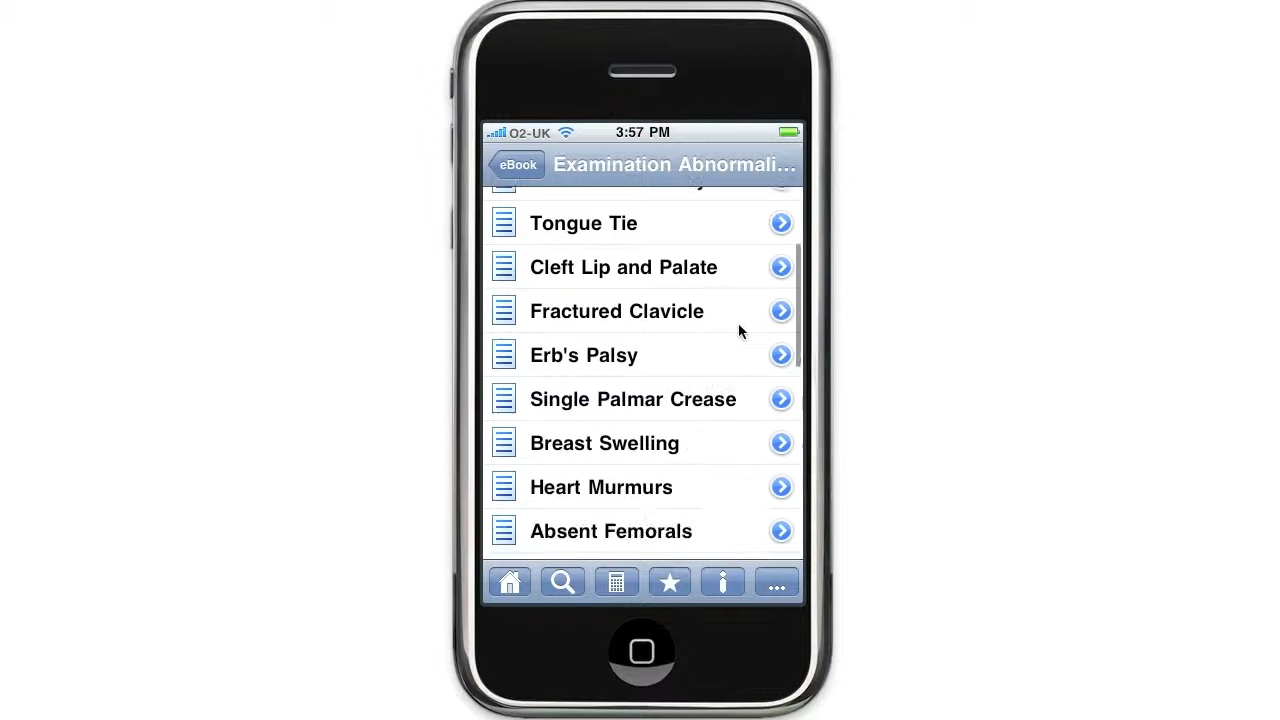 O2-UK 3:57 PM
eBook Examination Abnormali...
Tongue Tie
Cleft Lip and Palate
Fractured Clavicle
Erb's Palsy
Single Palmar Crease
Breast Swelling
Heart Murmurs
Absent Femorals